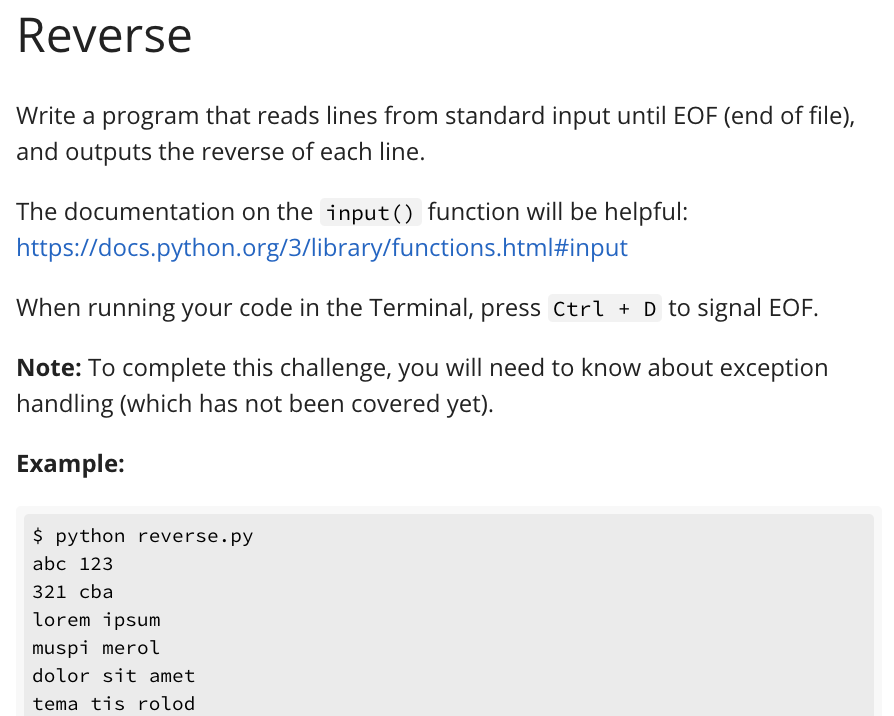 Reverse
Write a program that reads lines from standard input until EOF (end of file),
and outputs the reverse of each line.
The documentation on the input() function will be helpful:
https://docs.python.org/3/library/functions.html#input
When running your code in the Terminal, press Ctrl + D to signal EOF.
Note: To complete this challenge, you will need to know about exception
handling (which has not been covered yet).
Example:
$ python reverse.py
abc 123
321 cba
lorem ipsum
muspi merol
dolor sit amet
tema tis rolod